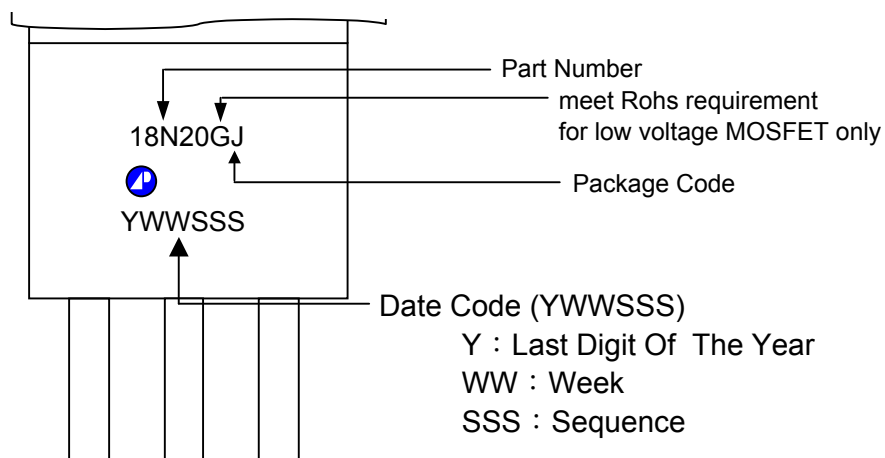 Part Number
meet Rohs requirement
for low voltage MOSFET only
18N20GJ
Package Code
YWWSSS
Date Code (YWWSSS)
Y：Last Digit Of The Year
WW：Week
SSS：Sequence